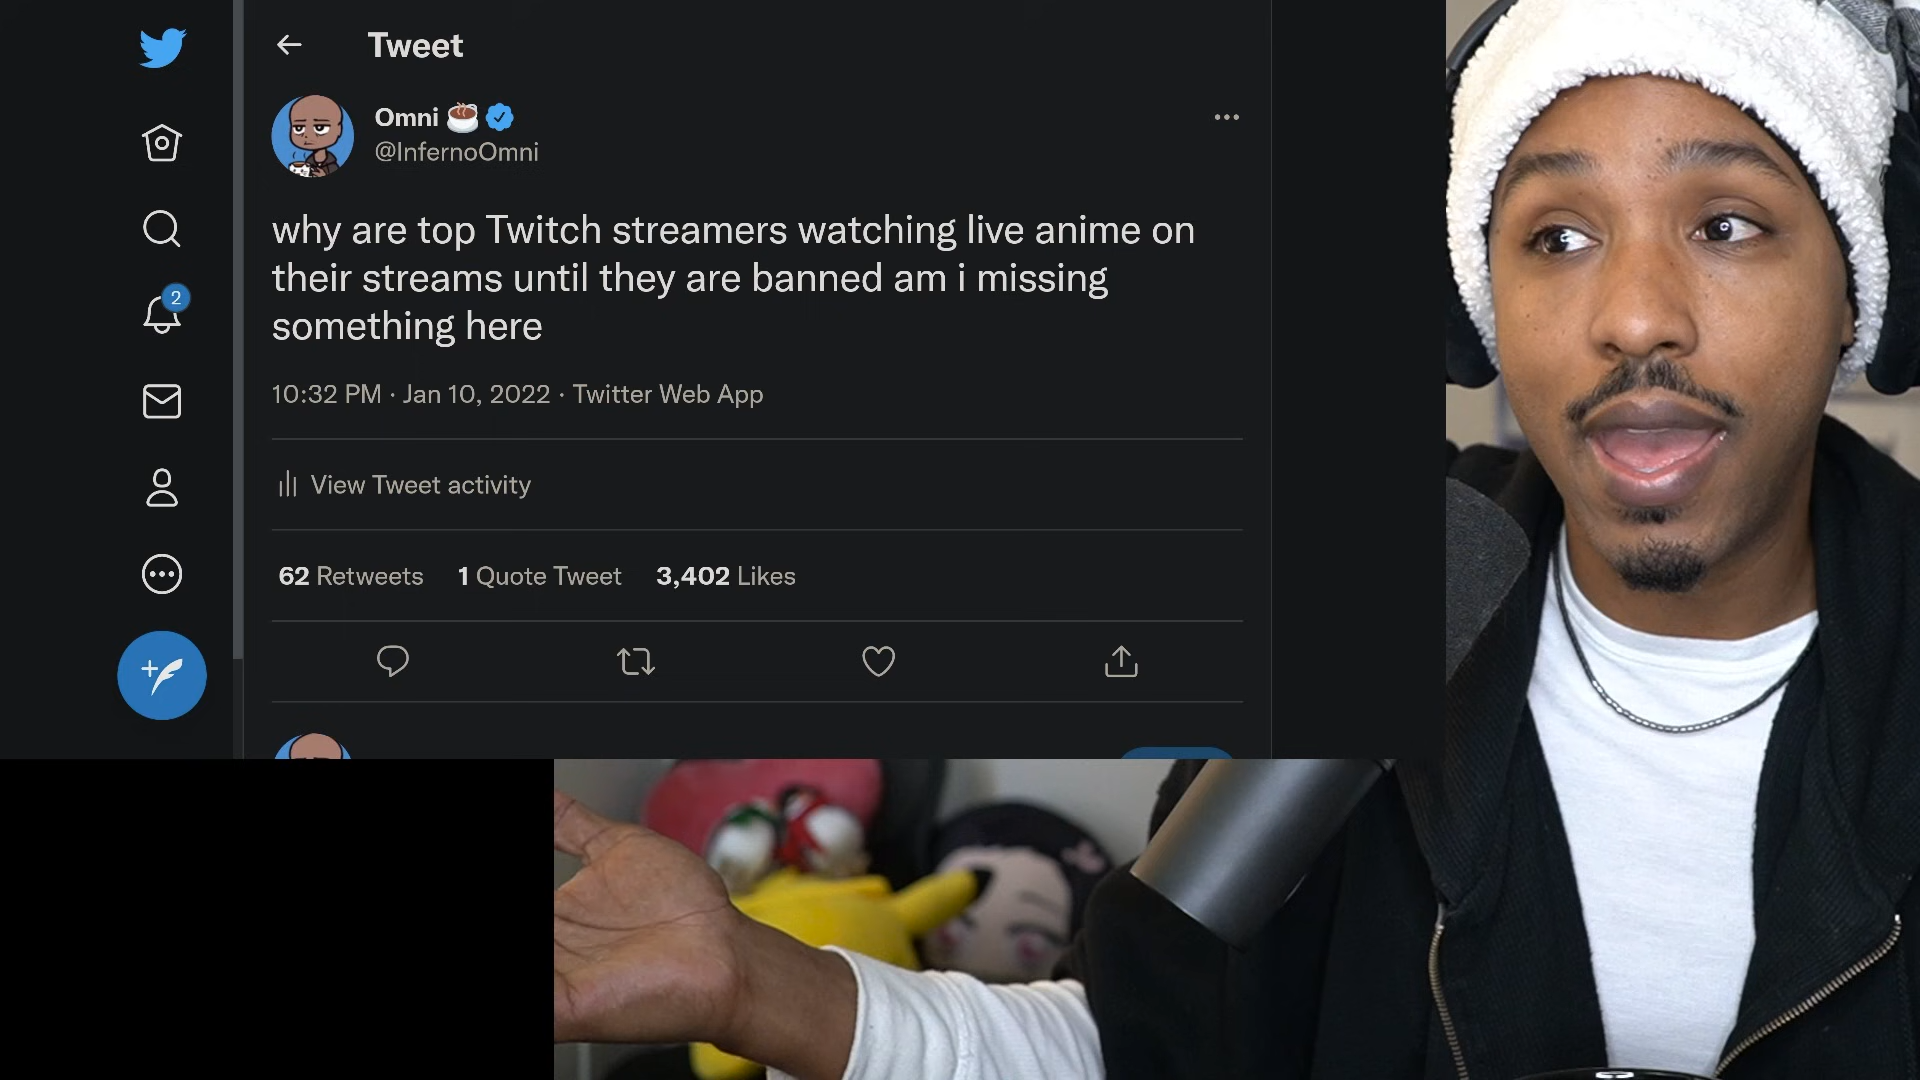 Tweet
Omni ☕
@InfernoOmni
why are top Twitch streamers watching live anime on
their streams until they are banned am i missing
something here
10:32 PM · Jan 10, 2022 · Twitter Web App
View Tweet activity
62 Retweets 1 Quote Tweet 3,402 Likes
2